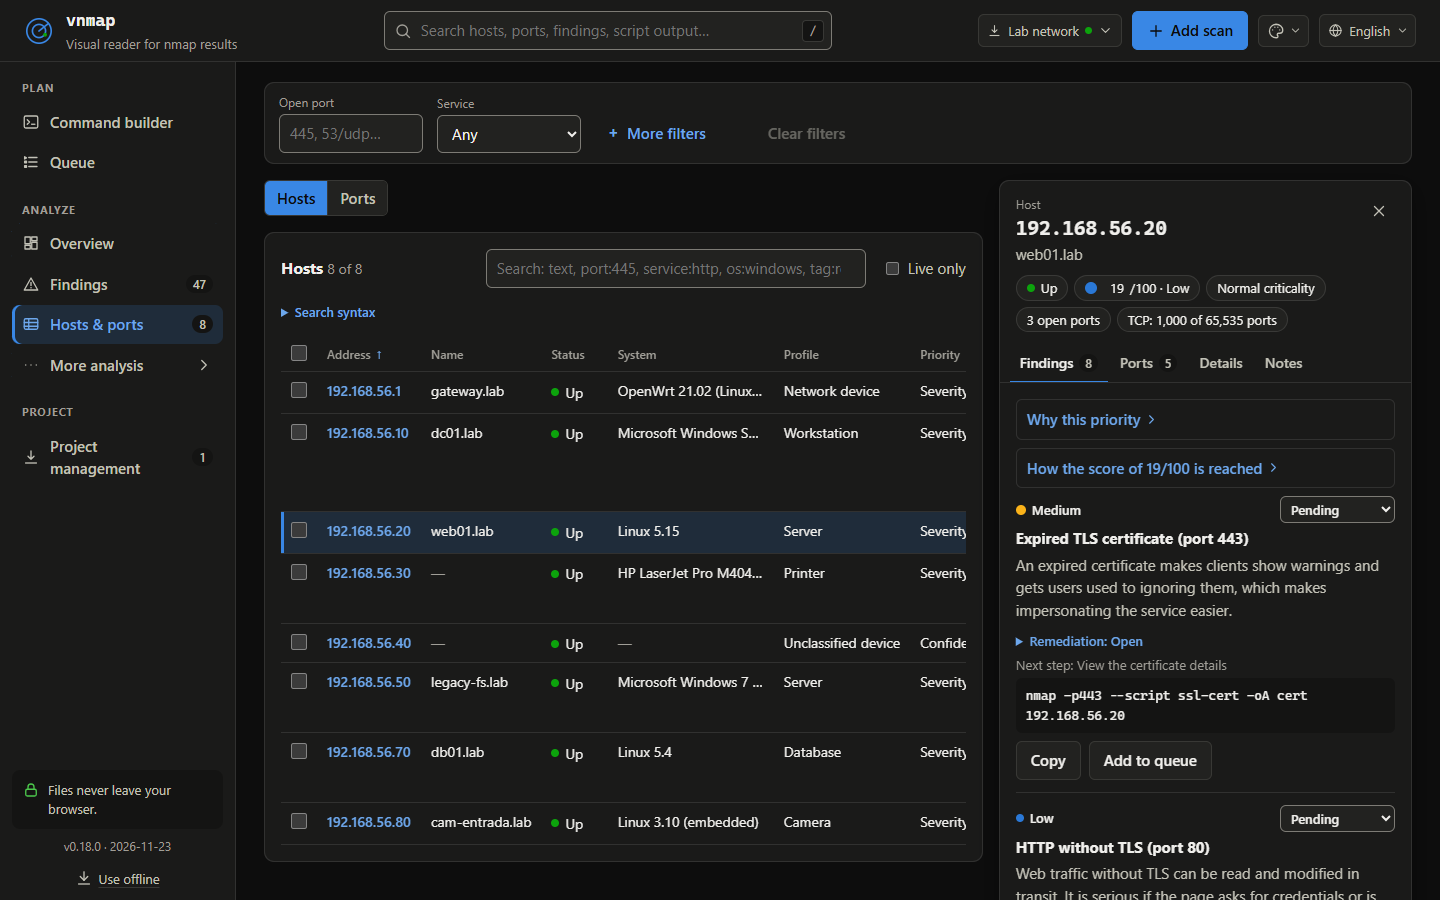 vnmap
Visual reader for nmap results
Search hosts, ports, findings, script output...
/
Lab network
Add scan
English
PLAN
Command builder
Queue
ANALYZE
Overview
Findings 47
Hosts & ports 8
More analysis
PROJECT
Project management 1
Files never leave your browser.
v0.18.0 · 2026-11-23
Use offline
Open port
445, 53/udp...
Service
Any
+ More filters
Clear filters
Hosts
Ports
Hosts 8 of 8
Search: text, port:445, service:http, os:windows, tag:r
Live only
Search syntax
Address ↑ Name Status System Profile Priority
192.168.56.1 gateway.lab Up OpenWrt 21.02 (Linux... Network device Severity
192.168.56.10 dc01.lab Up Microsoft Windows S... Workstation Severity
192.168.56.20 web01.lab Up Linux 5.15 Server Severity
192.168.56.30 — Up HP LaserJet Pro M404... Printer Severity
192.168.56.40 — Up — Unclassified device Confide
192.168.56.50 legacy-fs.lab Up Microsoft Windows 7 ... Server Severity
192.168.56.70 db01.lab Up Linux 5.4 Database Severity
192.168.56.80 cam-entrada.lab Up Linux 3.10 (embedded) Camera Severity
Host
192.168.56.20
web01.lab
Up
19 /100 · Low
Normal criticality
3 open ports
TCP: 1,000 of 65,535 ports
Findings 8
Ports 5
Details
Notes
Why this priority
How the score of 19/100 is reached
Medium
Pending
Expired TLS certificate (port 443)
An expired certificate makes clients show warnings and
gets users used to ignoring them, which makes
impersonating the service easier.
Remediation: Open
Next step: View the certificate details
nmap -p443 --script ssl-cert -oA cert
192.168.56.20
Copy
Add to queue
Low
Pending
HTTP without TLS (port 80)
Web traffic without TLS can be read and modified in
transit. It is serious if the page asks for credentials or is